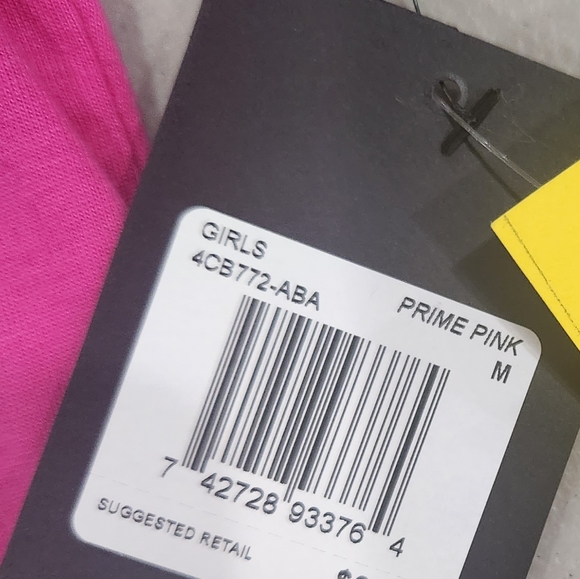 GIRLS
4CB772-ABA
PRIME PINK
M
7 42728 93376 4
SUGGESTED RETAIL